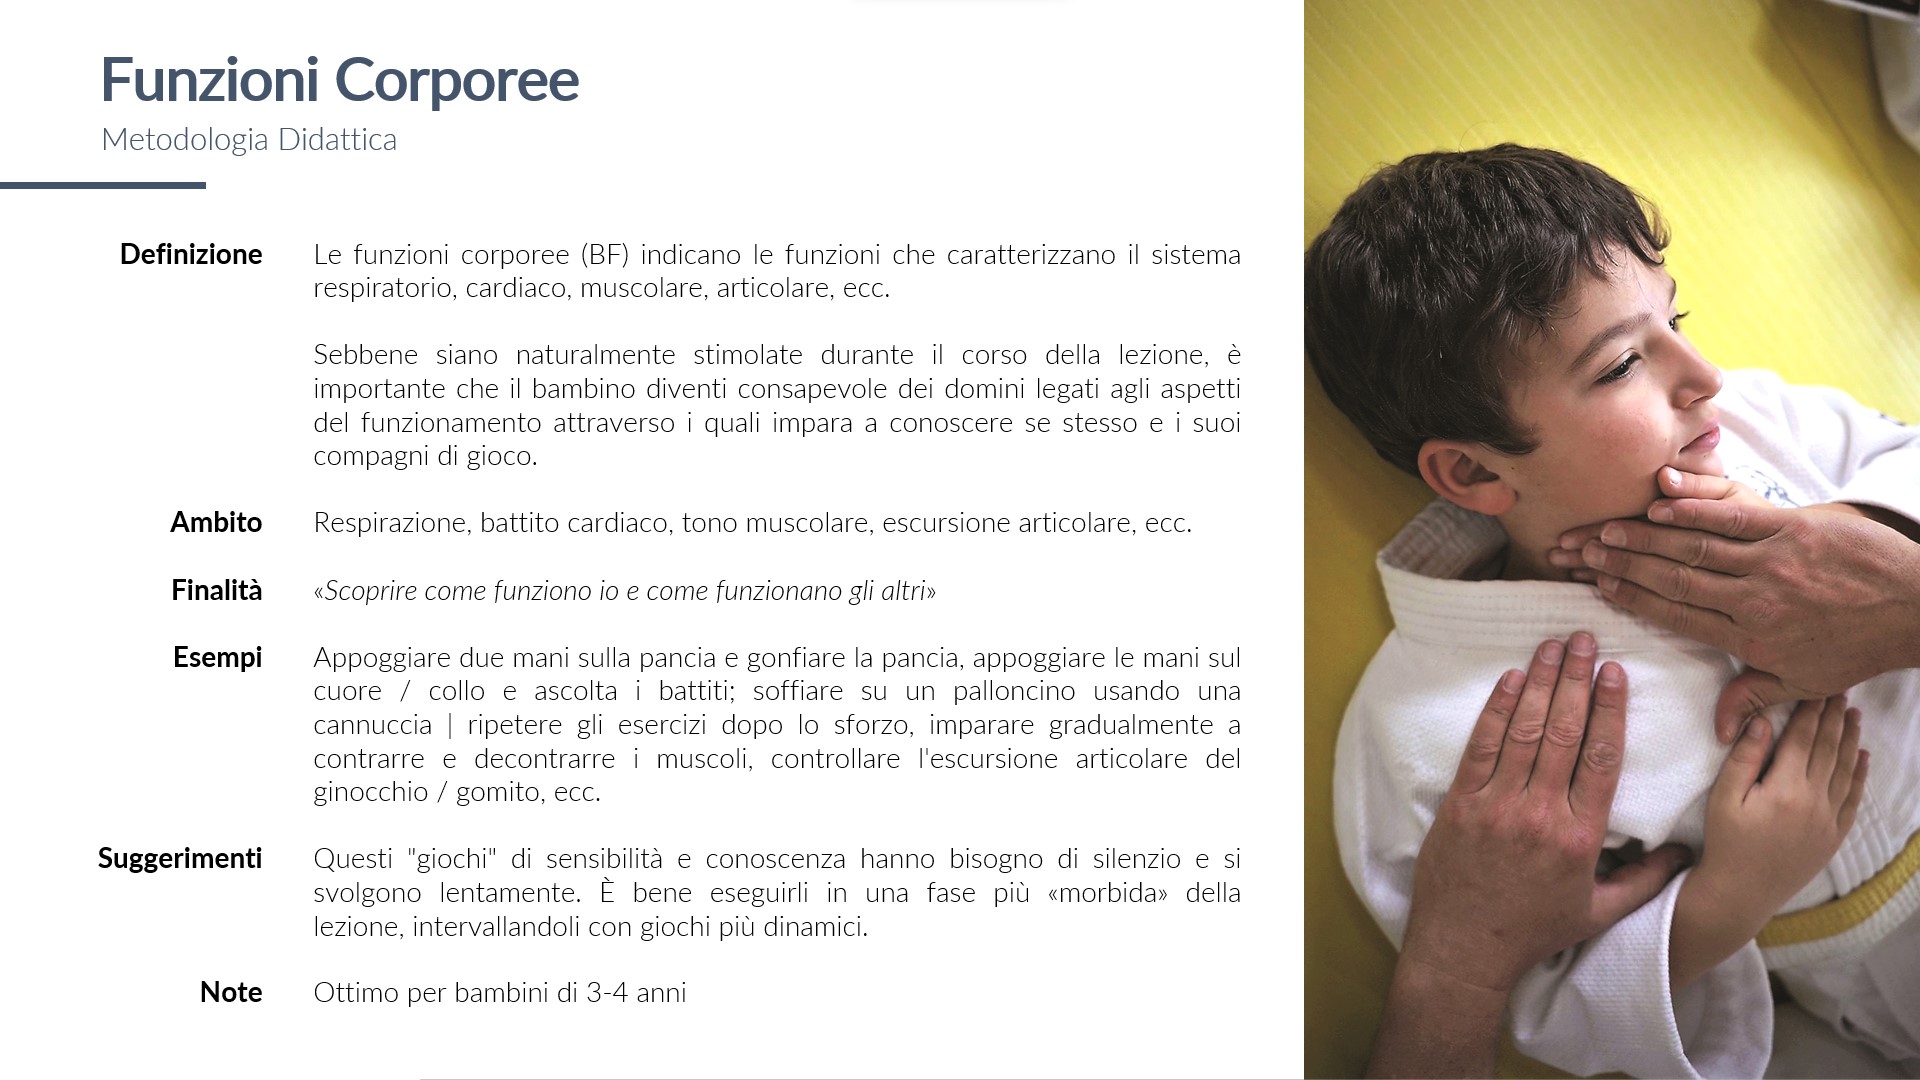 Funzioni Corporee
Metodologia Didattica
Definizione Le funzioni corporee (BF) indicano le funzioni che caratterizzano il sistema
respiratorio, cardiaco, muscolare, articolare, ecc.
Sebbene siano naturalmente stimolate durante il corso della lezione, è
importante che il bambino diventi consapevole dei domini legati agli aspetti
del funzionamento attraverso i quali impara a conoscere se stesso e i suoi
compagni di gioco.
Ambito Respirazione, battito cardiaco, tono muscolare, escursione articolare, ecc.
Finalità «Scoprire come funziono io e come funzionano gli altri»
Esempi Appoggiare due mani sulla pancia e gonfiare la pancia, appoggiare le mani sul
cuore / collo e ascolta i battiti; soffiare su un palloncino usando una
cannuccia | ripetere gli esercizi dopo lo sforzo, imparare gradualmente a
contrarre e decontrarre i muscoli, controllare l'escursione articolare del
ginocchio / gomito, ecc.
Suggerimenti Questi "giochi" di sensibilità e conoscenza hanno bisogno di silenzio e si
svolgono lentamente. È bene eseguirli in una fase più «morbida» della
lezione, intervallandoli con giochi più dinamici.
Note Ottimo per bambini di 3-4 anni